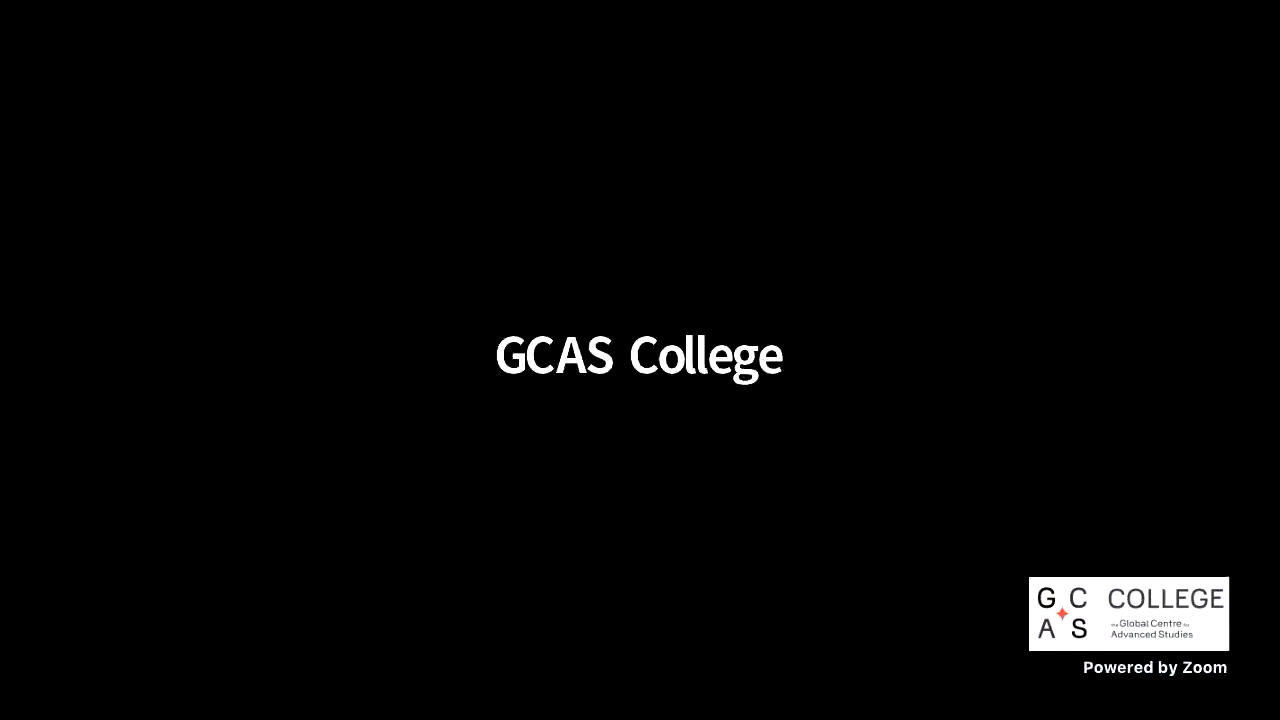 GCAS College
G C
A S
COLLEGE
the Global Centre for
Advanced Studies
Powered by Zoom